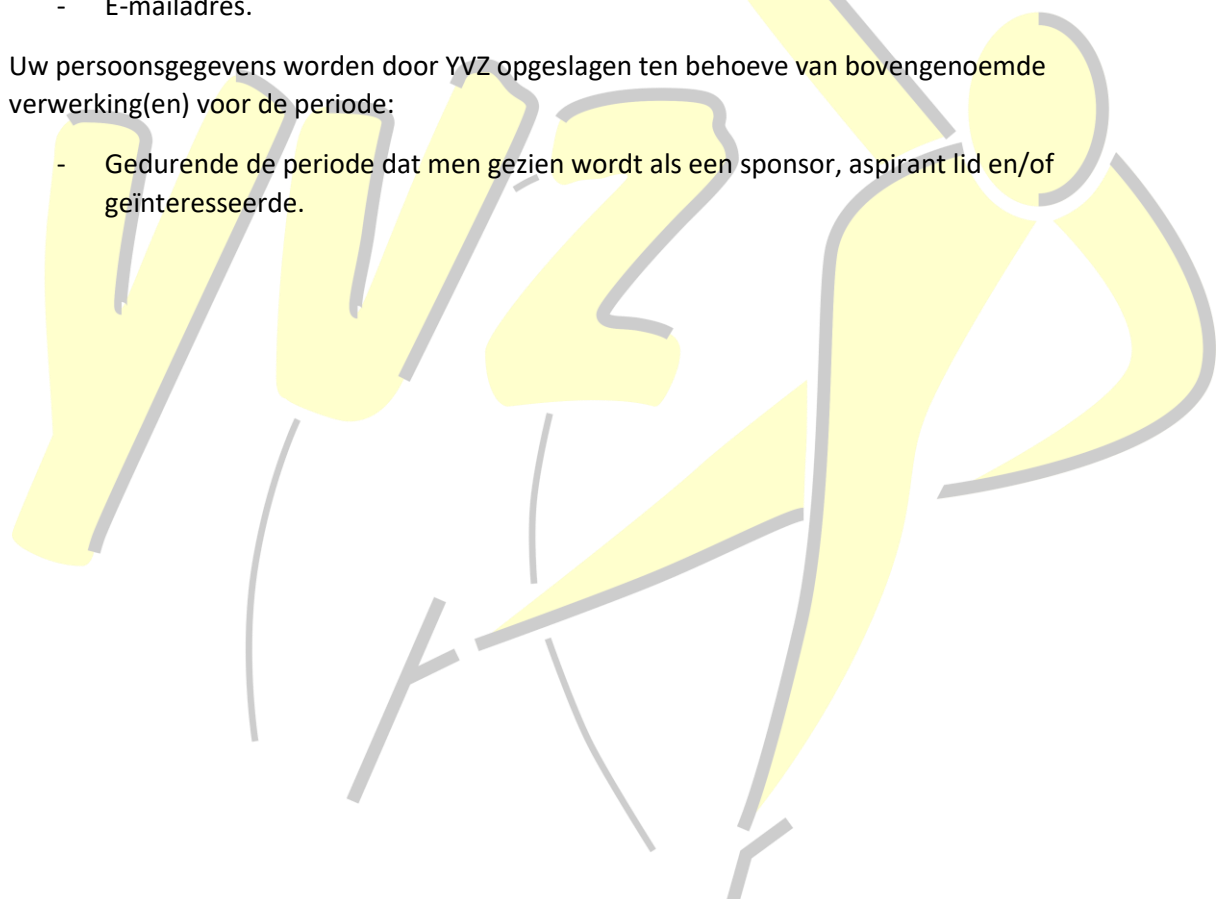 - E-mailadres.
Uw persoonsgegevens worden door YVZ opgeslagen ten behoeve van bovengenoemde
verwerking(en) voor de periode:
- Gedurende de periode dat men gezien wordt als een sponsor, aspirant lid en/of
geïnteresseerde.
YVZ